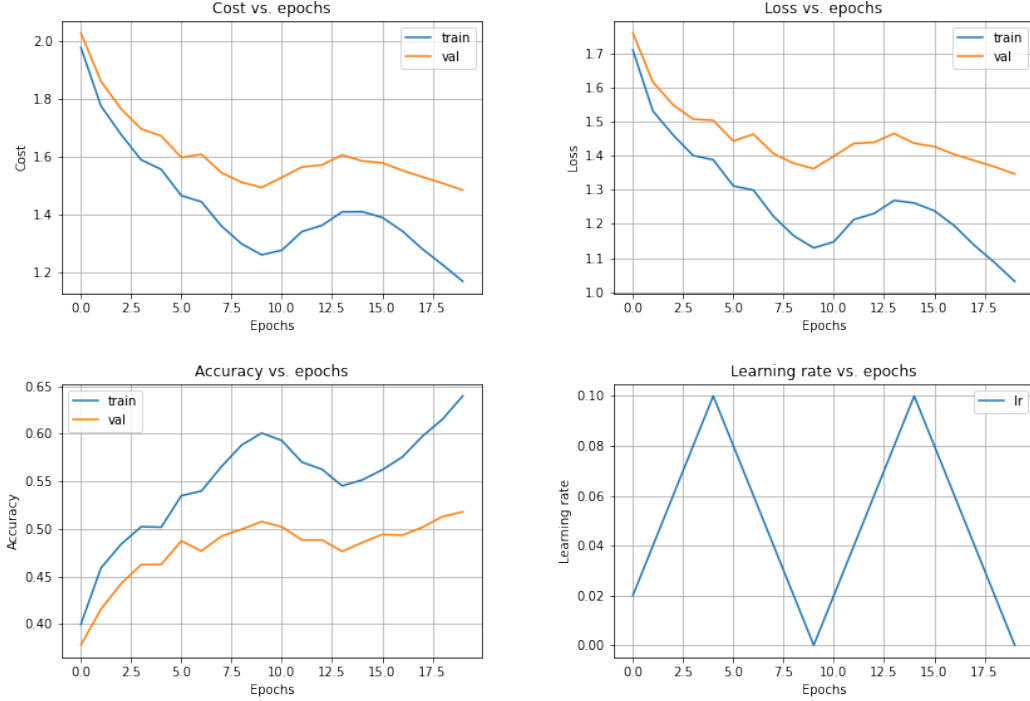 Cost vs. epochs
2.0
1.8
1.6
1.4
1.2
Cost
train
val
0.0 2.5 5.0 7.5 10.0 12.5 15.0 17.5
Epochs
Loss vs. epochs
1.7
1.6
1.5
1.4
1.3
1.2
1.1
1.0
Loss
train
val
0.0 2.5 5.0 7.5 10.0 12.5 15.0 17.5
Epochs
Accuracy vs. epochs
0.65
0.60
0.55
0.50
0.45
0.40
Accuracy
train
val
0.0 2.5 5.0 7.5 10.0 12.5 15.0 17.5
Epochs
Learning rate vs. epochs
0.10
0.08
0.06
0.04
0.02
0.00
Learning rate
lr
0.0 2.5 5.0 7.5 10.0 12.5 15.0 17.5
Epochs